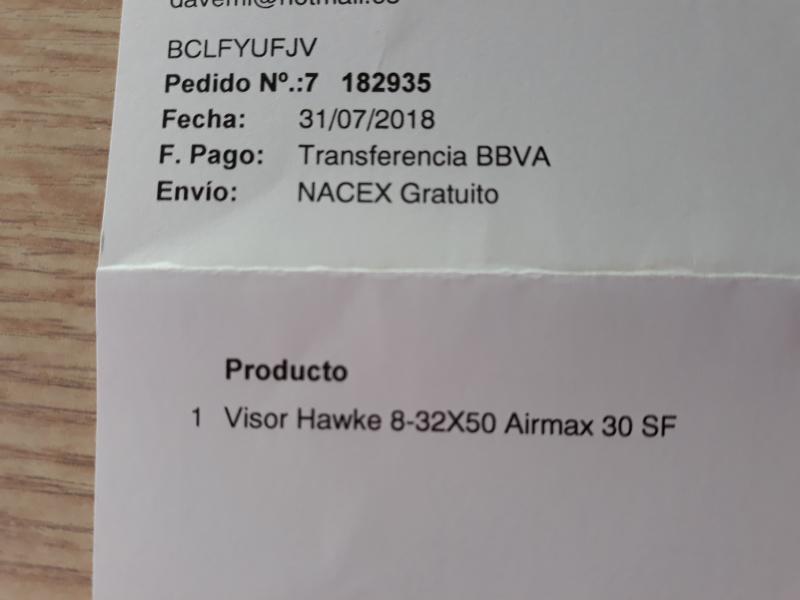 BCLFYUFJV
Pedido Nº.:7 182935
Fecha: 31/07/2018
F. Pago: Transferencia BBVA
Envío: NACEX Gratuito
Producto
1 Visor Hawke 8-32X50 Airmax 30 SF